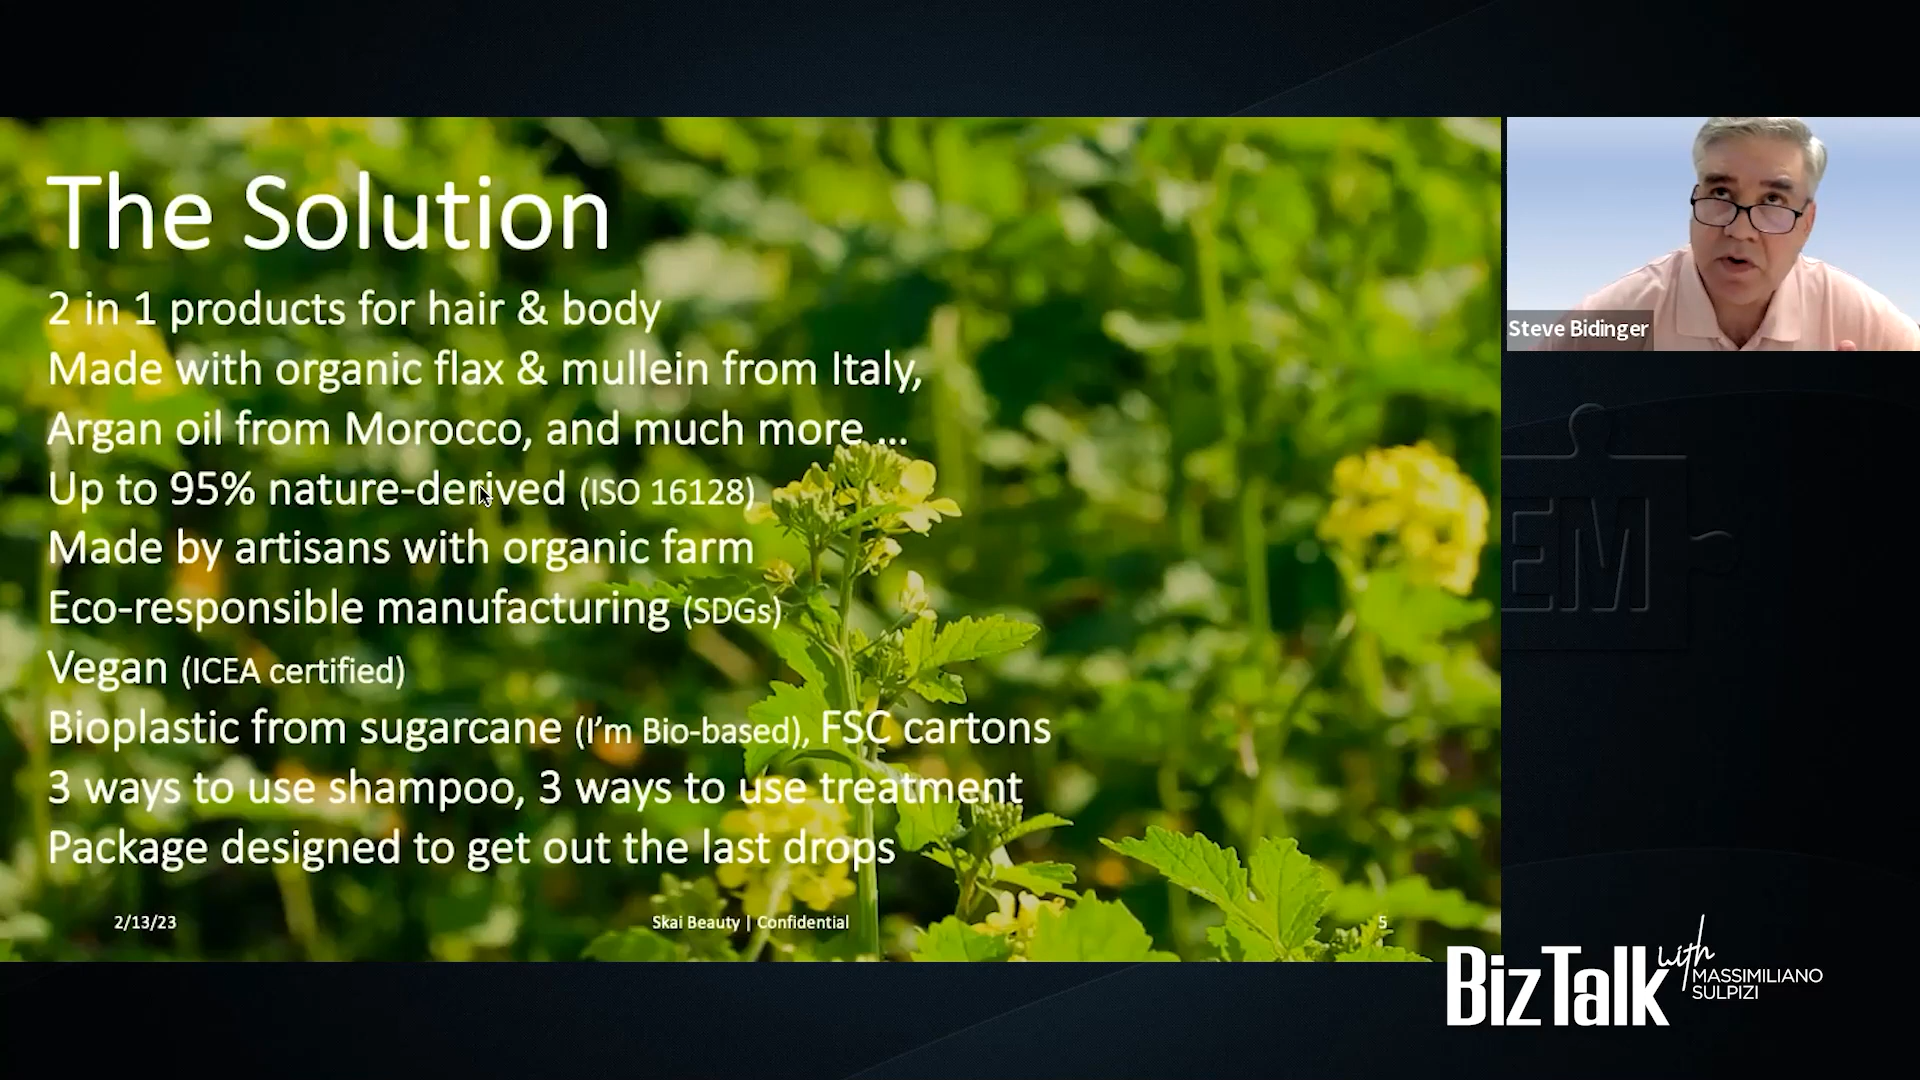 The Solution
2 in 1 products for hair & body
Made with organic flax & mullein from Italy,
Argan oil from Morocco, and much more ...
Up to 95% nature-derived (ISO 16128)
Made by artisans with organic farm
Eco-responsible manufacturing (SDGs)
Vegan (ICEA certified)
Bioplastic from sugarcane (I'm Bio-based), FSC cartons
3 ways to use shampoo, 3 ways to use treatment
Package designed to get out the last drops
2/13/23
Skai Beauty | Confidential
5
Steve Bidinger
EM
BizTalk with
MASSIMILIANO
SULPIZI